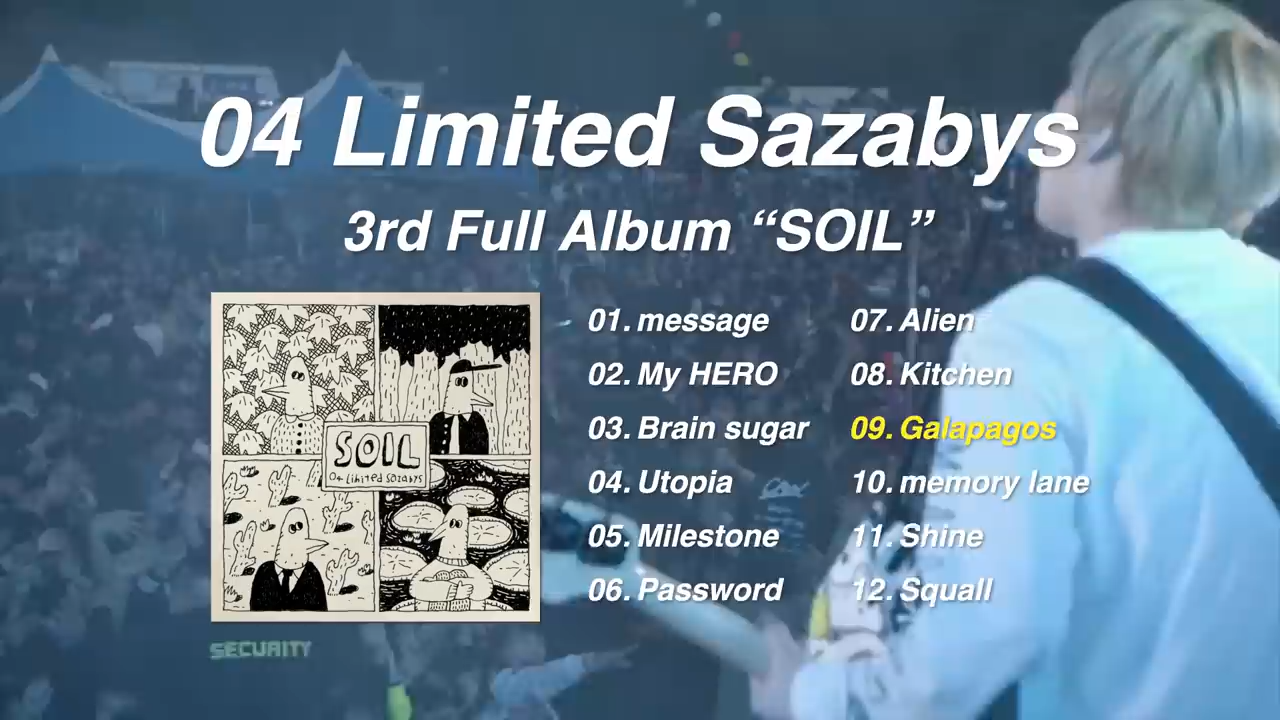 04 Limited Sazabys
3rd Full Album “SOIL”
SOIL
04 Limited Sazabys
01. message
02. My HERO
03. Brain sugar
04. Utopia
05. Milestone
06. Password
07. Alien
08. Kitchen
09. Galapagos
10. memory lane
11. Shine
12. Squall
SECURITY